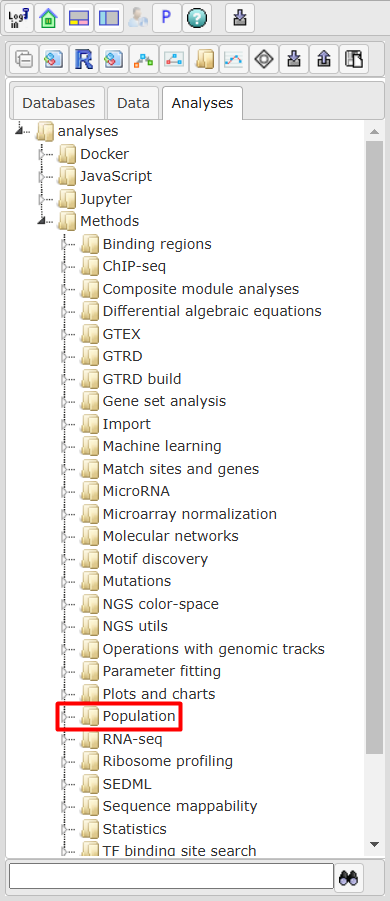 Log in
P ?
R
Databases Data Analyses
analyses
Docker
JavaScript
Jupyter
Methods
Binding regions
ChIP-seq
Composite module analyses
Differential algebraic equations
GTEX
GTRD
GTRD build
Gene set analysis
Import
Machine learning
Match sites and genes
MicroRNA
Microarray normalization
Molecular networks
Motif discovery
Mutations
NGS color-space
NGS utils
Operations with genomic tracks
Parameter fitting
Plots and charts
Population
RNA-seq
Ribosome profiling
SEDML
Sequence mappability
Statistics
TF binding site search